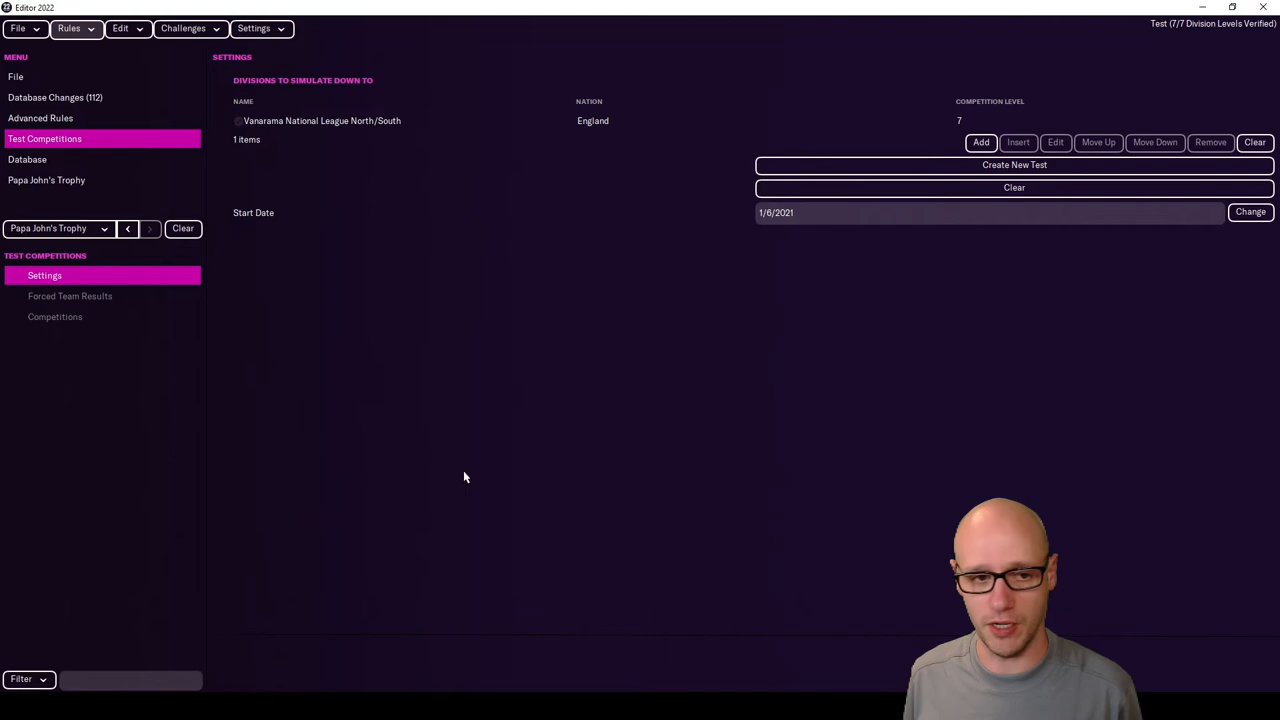 22 Editor 2022
File Rules Edit Challenges Settings
Test (7/7 Division Levels Verified)
MENU
File
Database Changes (112)
Advanced Rules
Test Competitions
Database
Papa John's Trophy
Papa John's Trophy < > Clear
TEST COMPETITIONS
Settings
Forced Team Results
Competitions
Filter
SETTINGS
DIVISIONS TO SIMULATE DOWN TO
NAME NATION COMPETITION LEVEL
Vanarama National League North/South England 7
1 items
Add Insert Edit Move Up Move Down Remove Clear
Create New Test
Clear
Start Date 1/6/2021 Change